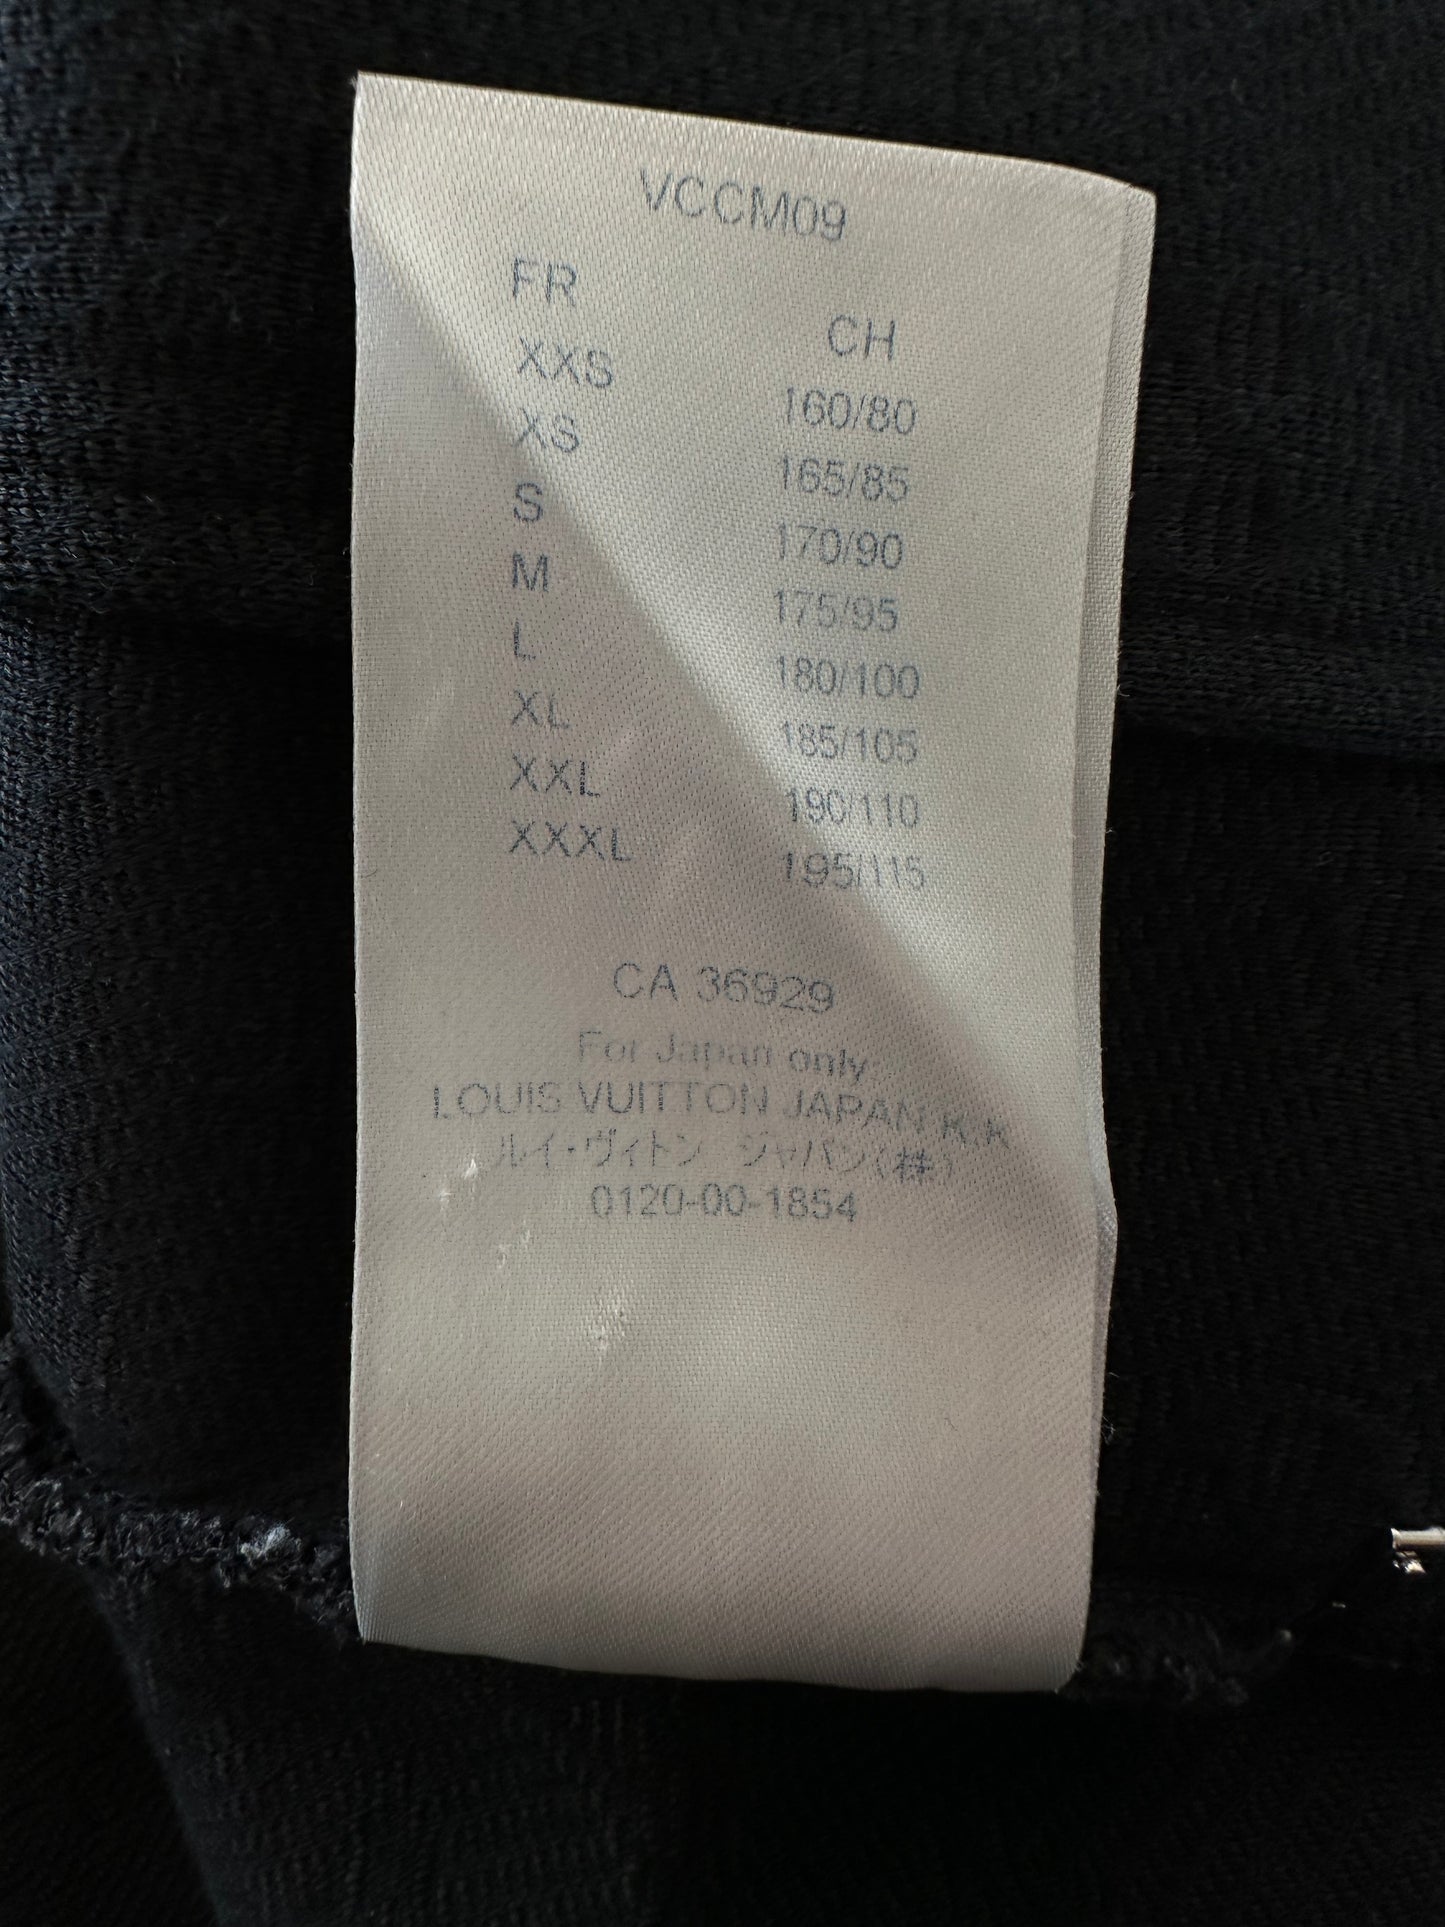 VCCM09
FR CH
XXS 160/80
XS 165/85
S 170/90
M 175/95
L 180/100
XL 185/105
XXL 190/110
XXXL 195/115
CA 36929
For Japan only
LOUIS VUITTON JAPAN K.K
ルイ・ヴィトン ジャパン(株)
0120-00-1854